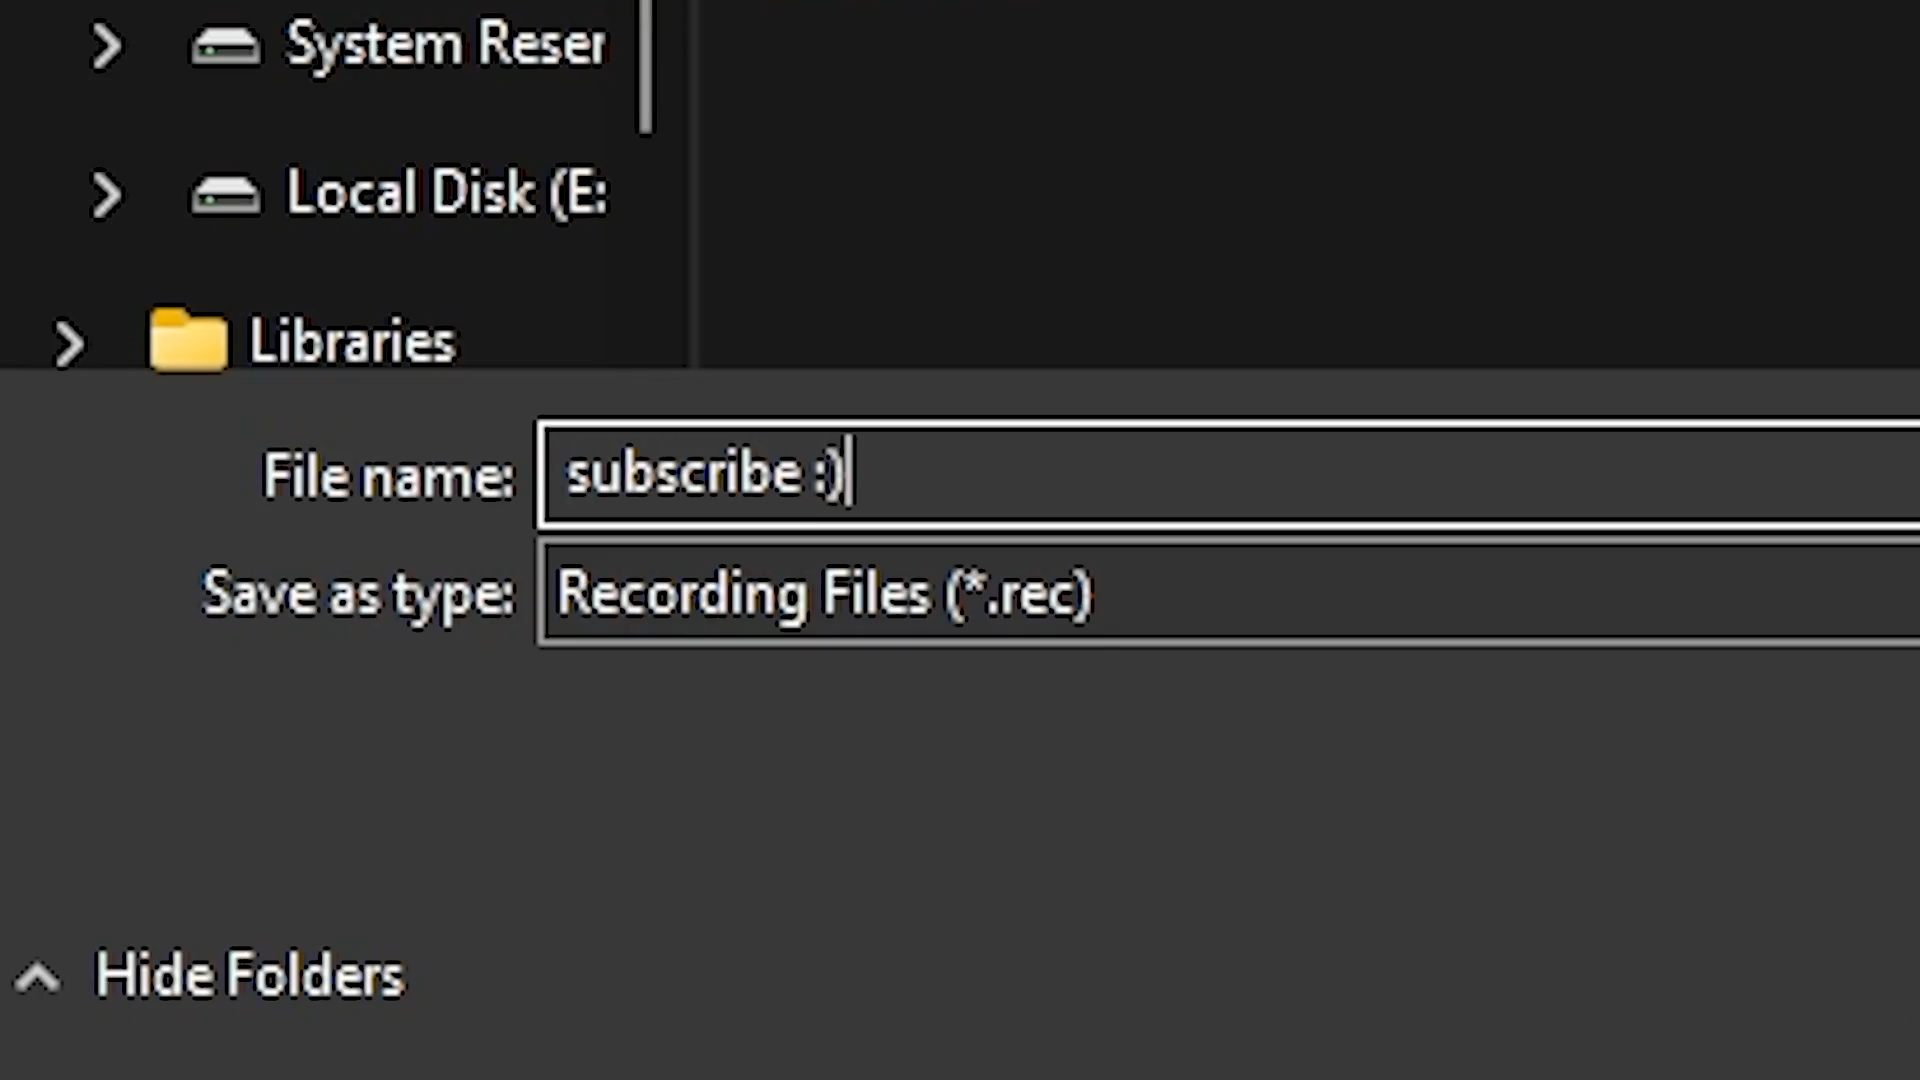 System Reser
Local Disk (E:
Libraries
File name: subscribe :)
Save as type: Recording Files (*.rec)
Hide Folders